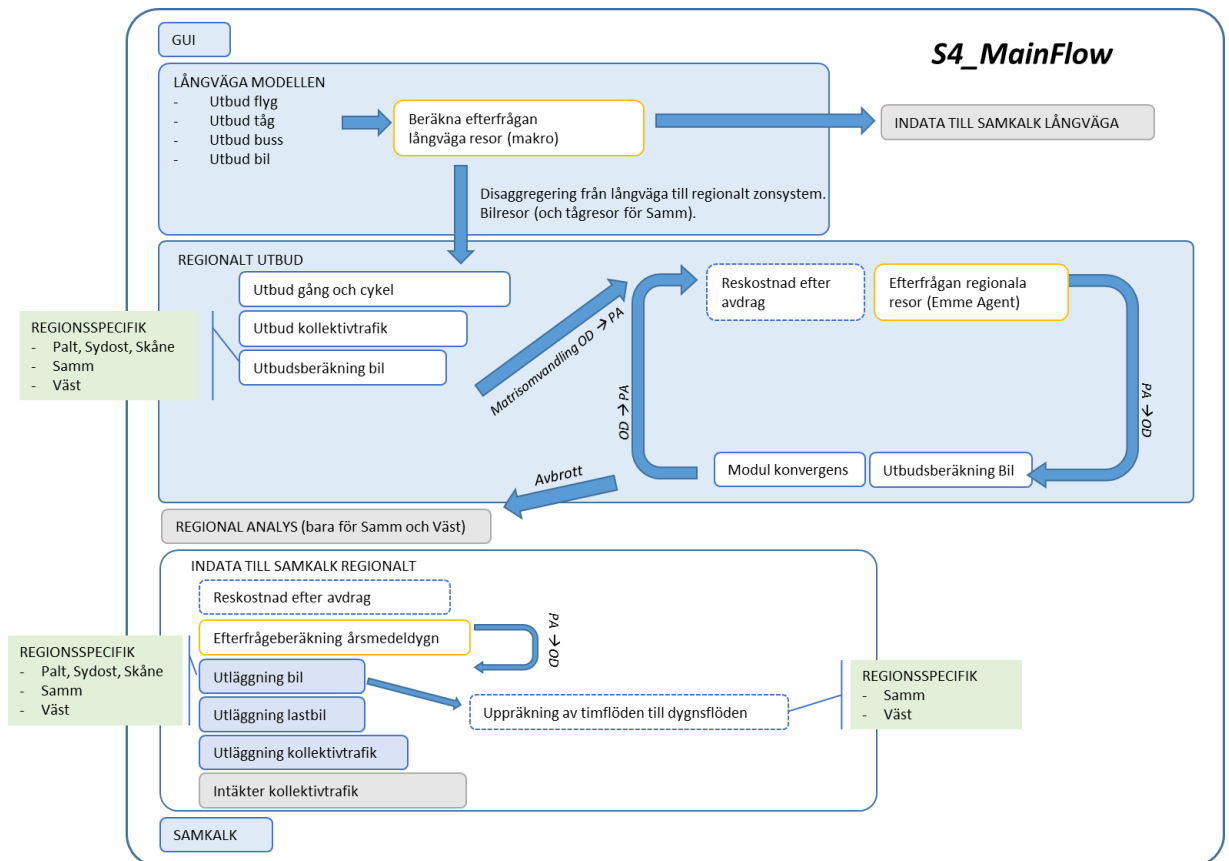 GUI
S4_MainFlow
LÅNGVÄGA MODELLEN
- Utbud flyg
- Utbud tåg
- Utbud buss
- Utbud bil
Beräkna efterfrågan
långväga resor (makro)
INDATA TILL SAMKALK LÅNGVÄGA
Disaggregering från långväga till regionalt zonsystem.
Bilresor (och tågresor för Samm).
REGIONALT UTBUD
Utbud gång och cykel
Utbud kollektivtrafik
Utbudsberäkning bil
REGIONSSPECIFIK
- Palt, Sydost, Skåne
- Samm
- Väst
Matrisomvandling OD → PA
OD → PA
Reskostnad efter
avdrag
Efterfrågan regionala
resor (Emme Agent)
PA → OD
Modul konvergens
Utbudsberäkning Bil
Avbrott
REGIONAL ANALYS (bara för Samm och Väst)
INDATA TILL SAMKALK REGIONALT
Reskostnad efter avdrag
Efterfrågeberäkning årsmedeldygn
PA → OD
REGIONSSPECIFIK
- Palt, Sydost, Skåne
- Samm
- Väst
Utläggning bil
Utläggning lastbil
Utläggning kollektivtrafik
Intäkter kollektivtrafik
Uppräkning av timflöden till dygnsflöden
REGIONSSPECIFIK
- Samm
- Väst
SAMKALK